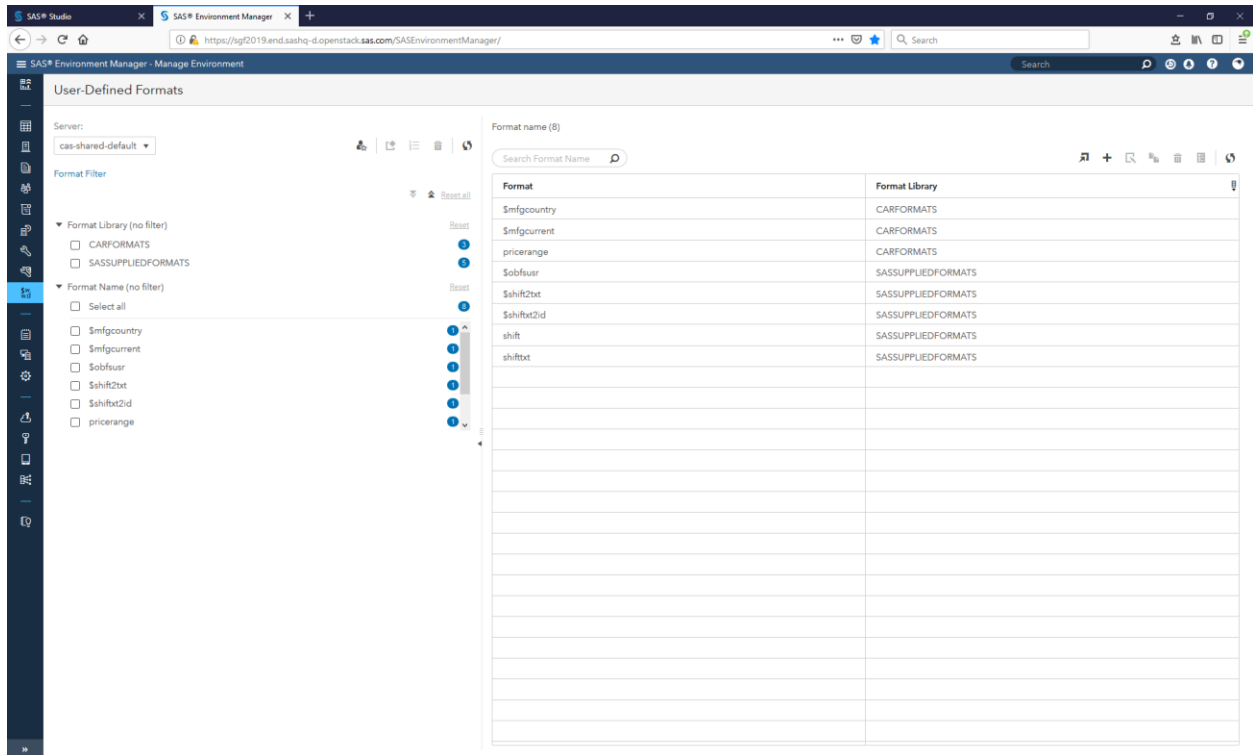 SAS® Studio
SAS® Environment Manager
https://sgf2019.end.sashq-d.openstack.sas.com/SASEnvironmentManager/
Search
SAS® Environment Manager - Manage Environment
Search
User-Defined Formats
Server:
cas-shared-default
Format Filter
Reset all
Format Library (no filter) Reset
CARFORMATS 3
SASSUPPLIEDFORMATS 5
Format Name (no filter) Reset
Select all 8
$mfgcountry 1
$mfgcurrent 1
$obfsusr 1
$shift2txt 1
$shiftxt2id 1
pricerange 1
Format name (8)
Search Format Name
Format Format Library
$mfgcountry CARFORMATS
$mfgcurrent CARFORMATS
pricerange CARFORMATS
$obfsusr SASSUPPLIEDFORMATS
$shift2txt SASSUPPLIEDFORMATS
$shiftxt2id SASSUPPLIEDFORMATS
shift SASSUPPLIEDFORMATS
shifttxt SASSUPPLIEDFORMATS